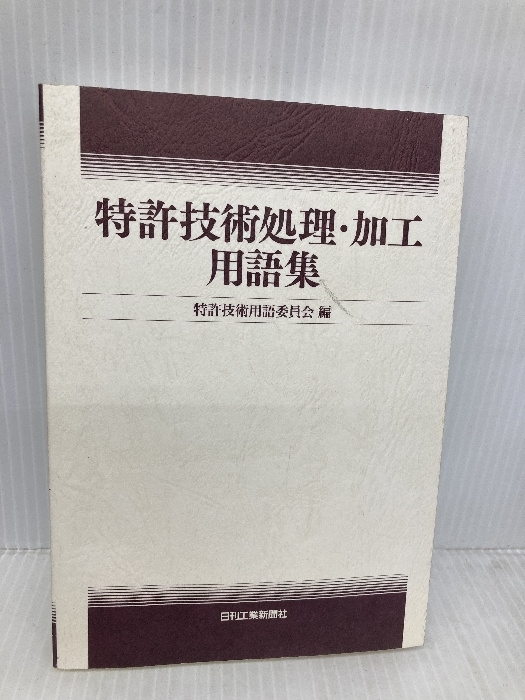 特許技術処理・加工
用語集
特許技術用語委員会 編
日刊工業新聞社